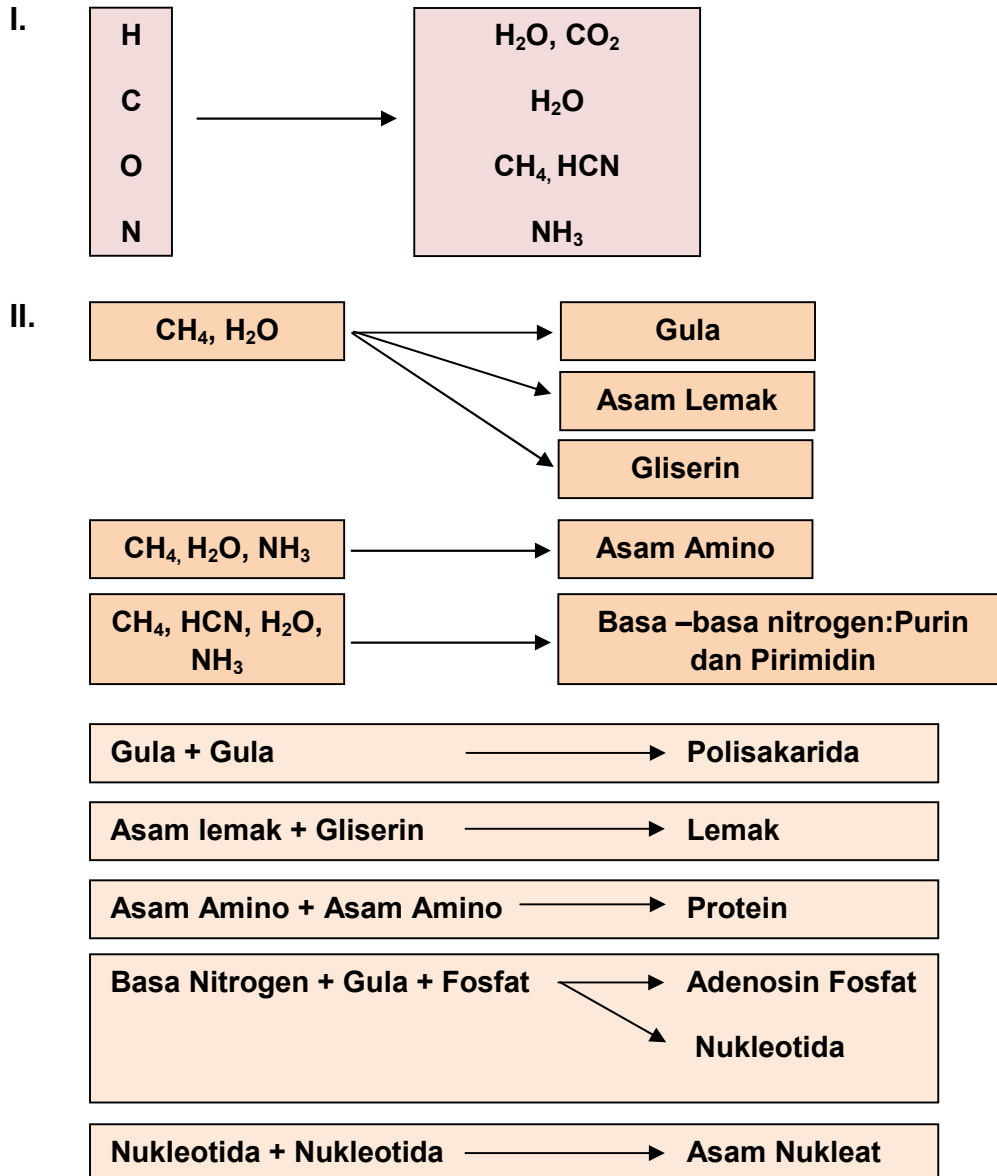 I.
H
C
O
N
H₂O, CO₂
H₂O
CH₄, HCN
NH₃
II.
CH₄, H₂O
Gula
Asam Lemak
Gliserin
CH₄, H₂O, NH₃
Asam Amino
CH₄, HCN, H₂O,
NH₃
Basa –basa nitrogen:Purin
dan Pirimidin
Gula + Gula Polisakarida
Asam lemak + Gliserin Lemak
Asam Amino + Asam Amino Protein
Basa Nitrogen + Gula + Fosfat Adenosin Fosfat
Nukleotida
Nukleotida + Nukleotida Asam Nukleat